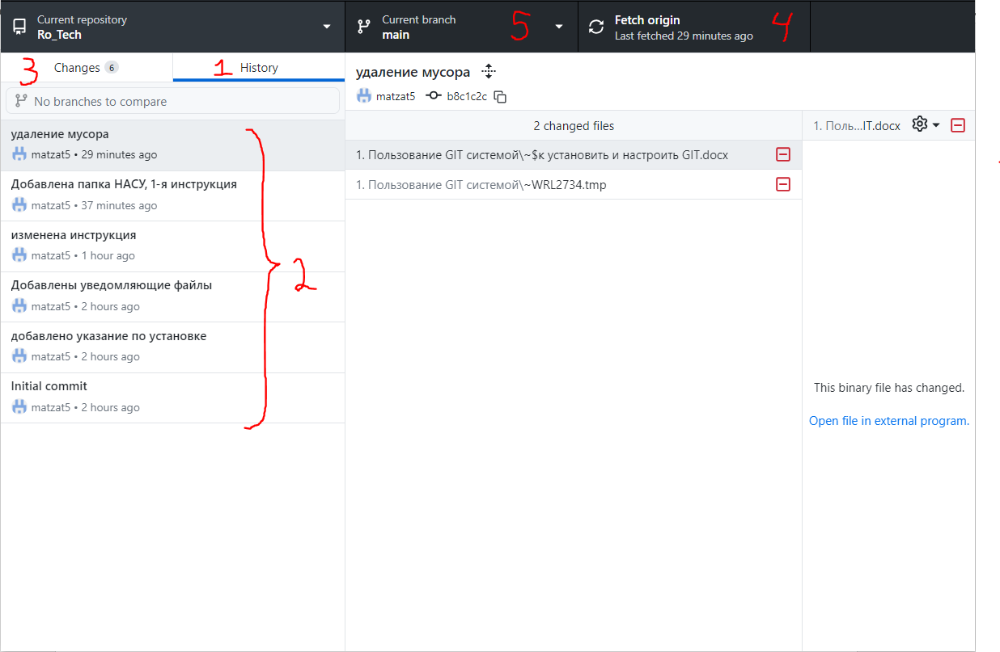 Current repository
Ro_Tech
Current branch
main
5
Fetch origin
Last fetched 29 minutes ago
4
3
Changes 6
1
History
No branches to compare
удаление мусора
matzat5 • 29 minutes ago
Добавлена папка НАСУ, 1-я инструкция
matzat5 • 37 minutes ago
изменена инструкция
matzat5 • 1 hour ago
Добавлены уведомляющие файлы
matzat5 • 2 hours ago
добавлено указание по установке
matzat5 • 2 hours ago
Initial commit
matzat5 • 2 hours ago
2
удаление мусора
matzat5 b8c1c2c
2 changed files
1. Пользование GIT системой\~$к установить и настроить GIT.docx
1. Пользование GIT системой\~WRL2734.tmp
1. Поль...IT.docx
This binary file has changed.
Open file in external program.